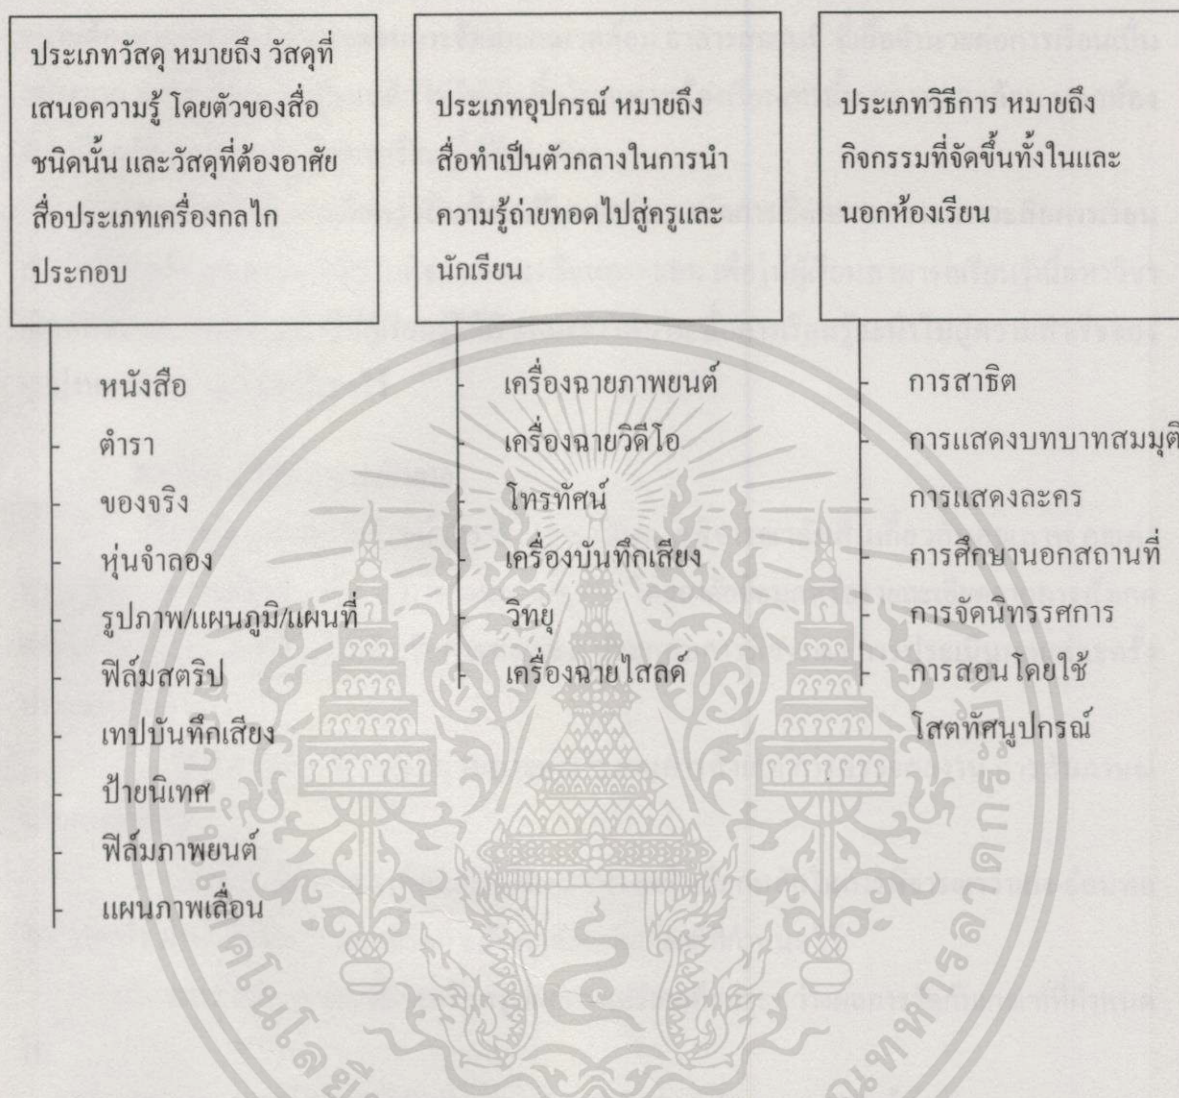 ประเภทวัสดุ หมายถึง วัสดุที่
เสนอความรู้ โดยตัวของสื่อ
ชนิดนั้น และวัสดุที่ต้องอาศัย
สื่อประเภทเครื่องกลไก
ประกอบ
หนังสือ
ตำรา
ของจริง
หุ่นจำลอง
รูปภาพ/แผนภูมิ/แผนที่
ฟิล์มสตริป
เทปบันทึกเสียง
ป้ายนิเทศ
ฟิล์มภาพยนต์
แผนภาพเลื่อน
ประเภทอุปกรณ์ หมายถึง
สื่อทำเป็นตัวกลางในการนำ
ความรู้ถ่ายทอดไปสู่ครูและ
นักเรียน
เครื่องฉายภาพยนต์
เครื่องฉายวิดีโอ
โทรทัศน์
เครื่องบันทึกเสียง
วิทยุ
เครื่องฉายไสลด์
ประเภทวิธีการ หมายถึง
กิจกรรมที่จัดขึ้นทั้งในและ
นอกห้องเรียน
การสาธิต
การแสดงบทบาทสมมุติ
การแสดงละคร
การศึกษานอกสถานที่
การจัดนิทรรศการ
การสอนโดยใช้
โสตทัศนูปกรณ์